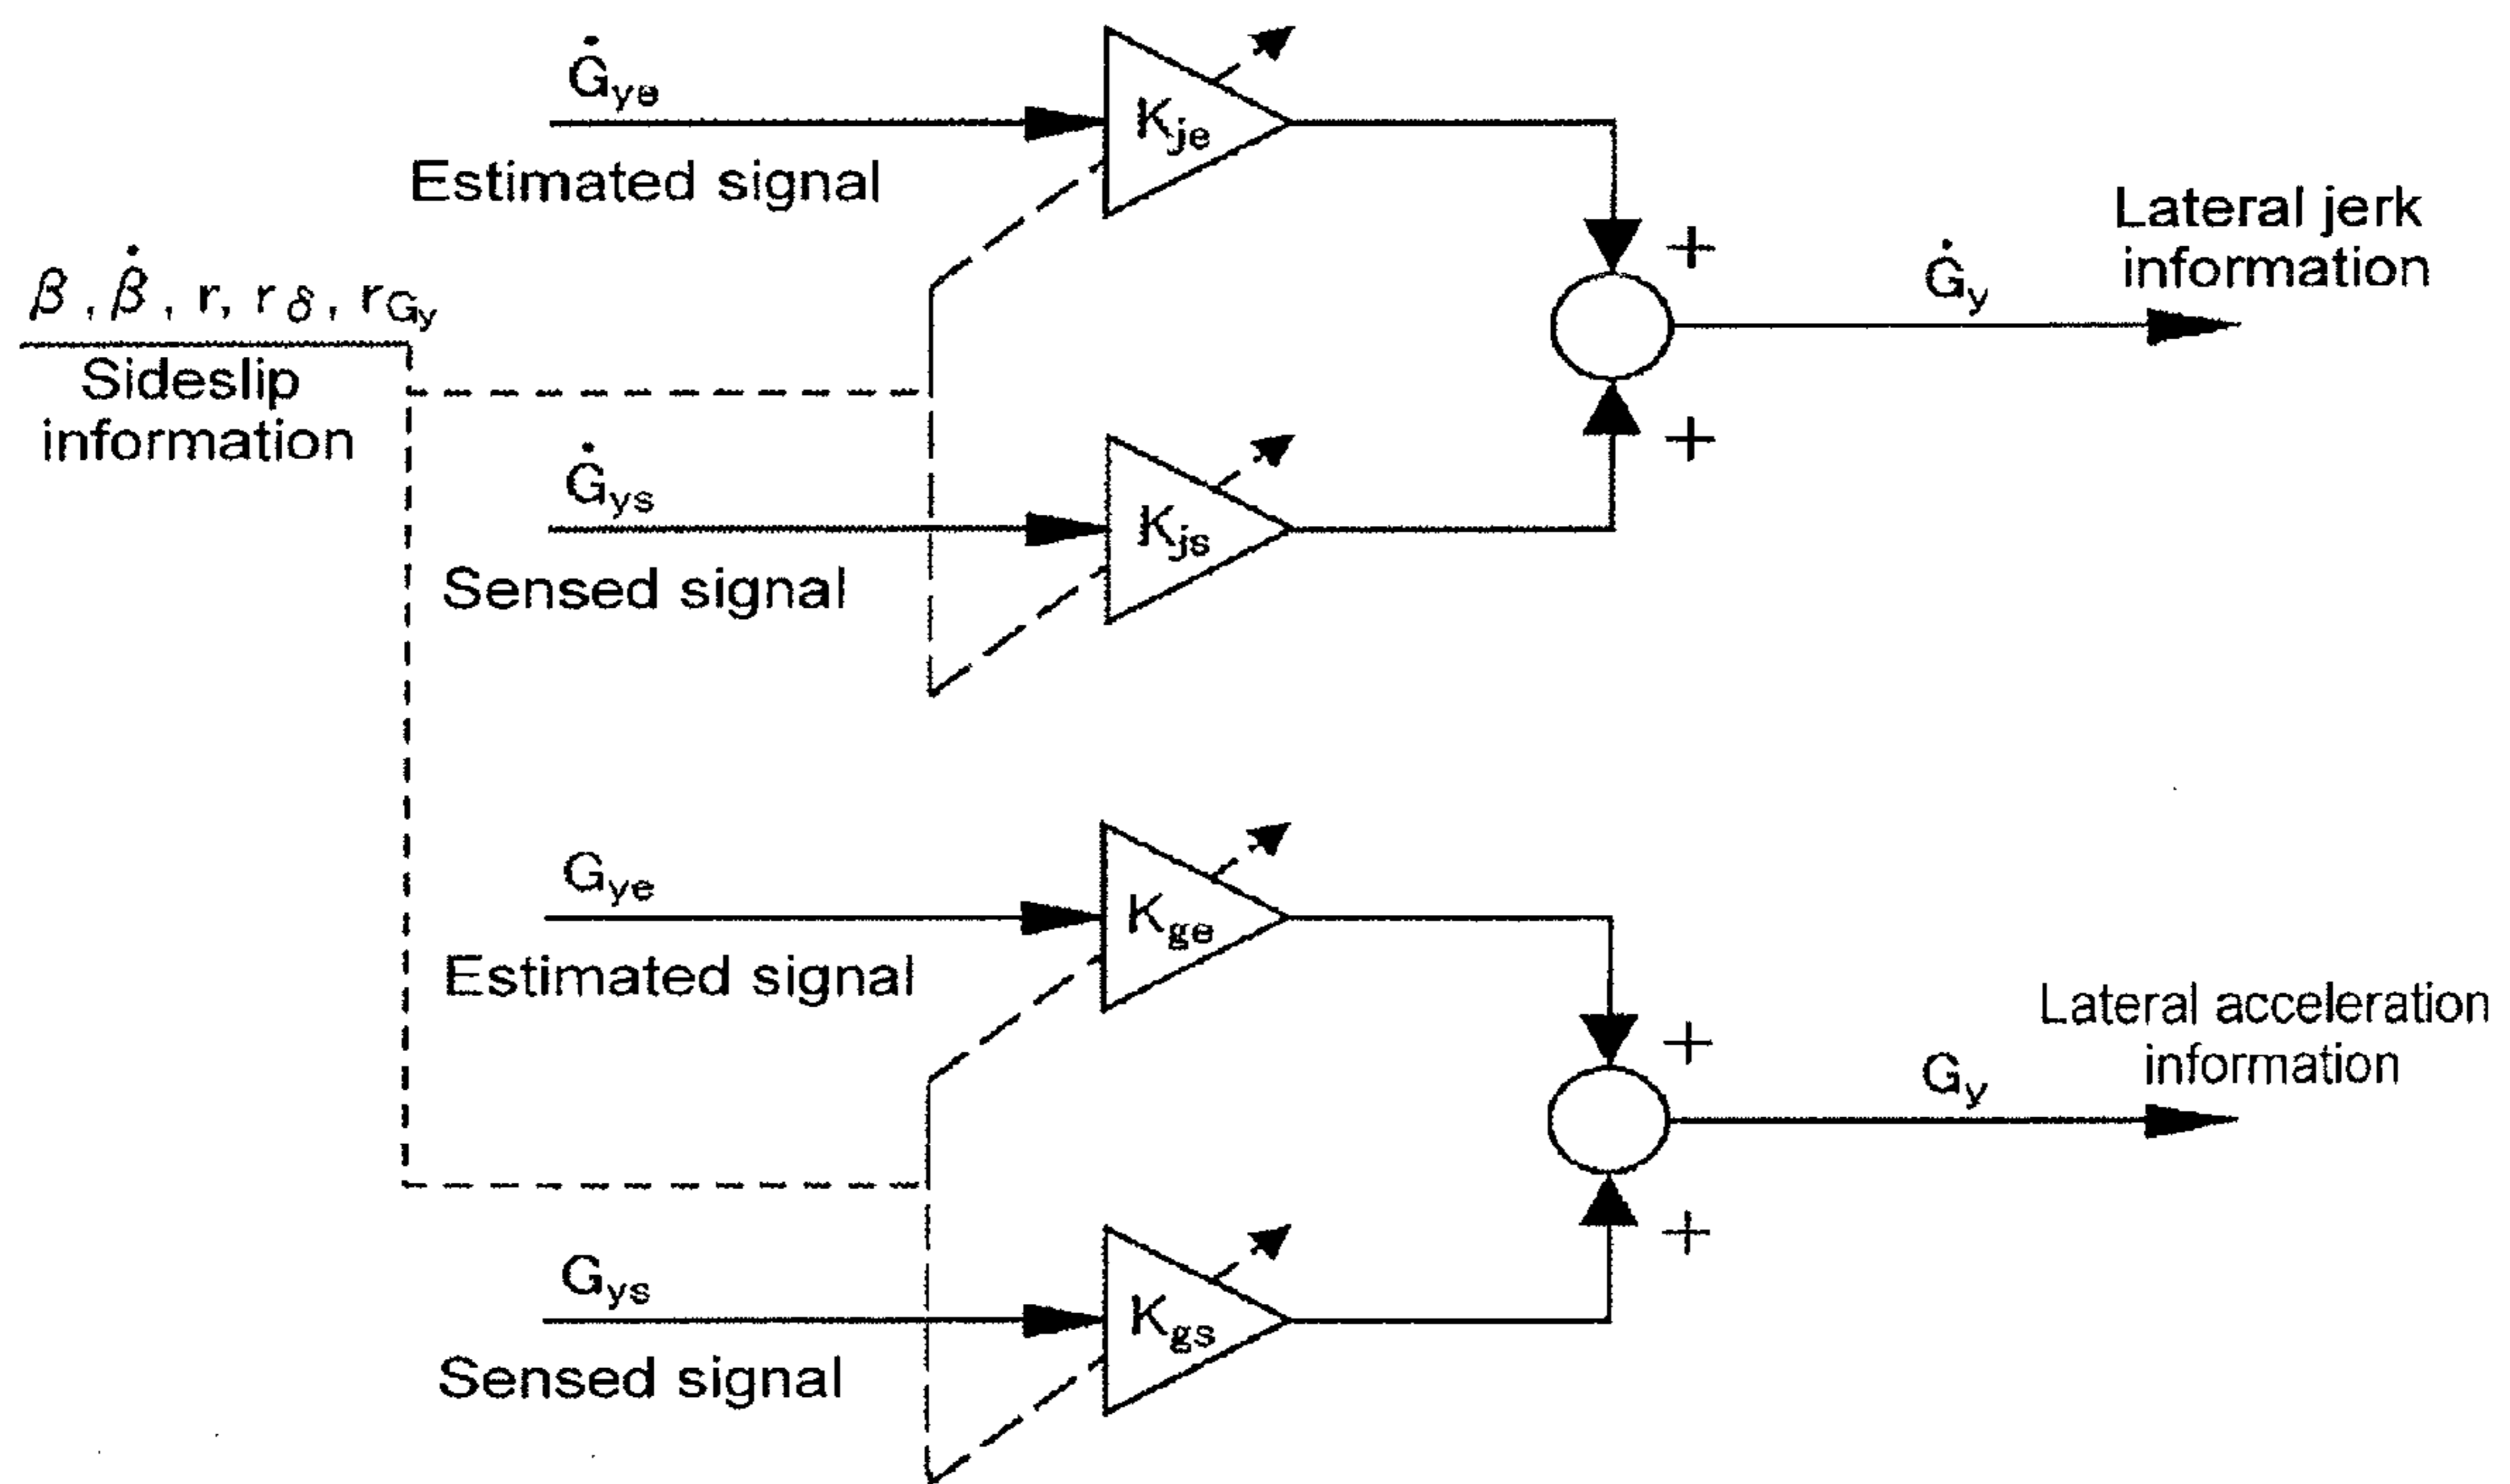 Ġye
Kje
Estimated signal
+
Lateral jerk
information
Ġy
β , β̇ , r, rδ , rGy
Sideslip
information
+
Ġys
Kjs
Sensed signal
Gye
Kge
Estimated signal
+
Lateral acceleration
information
Gy
+
Gys
Kgs
Sensed signal